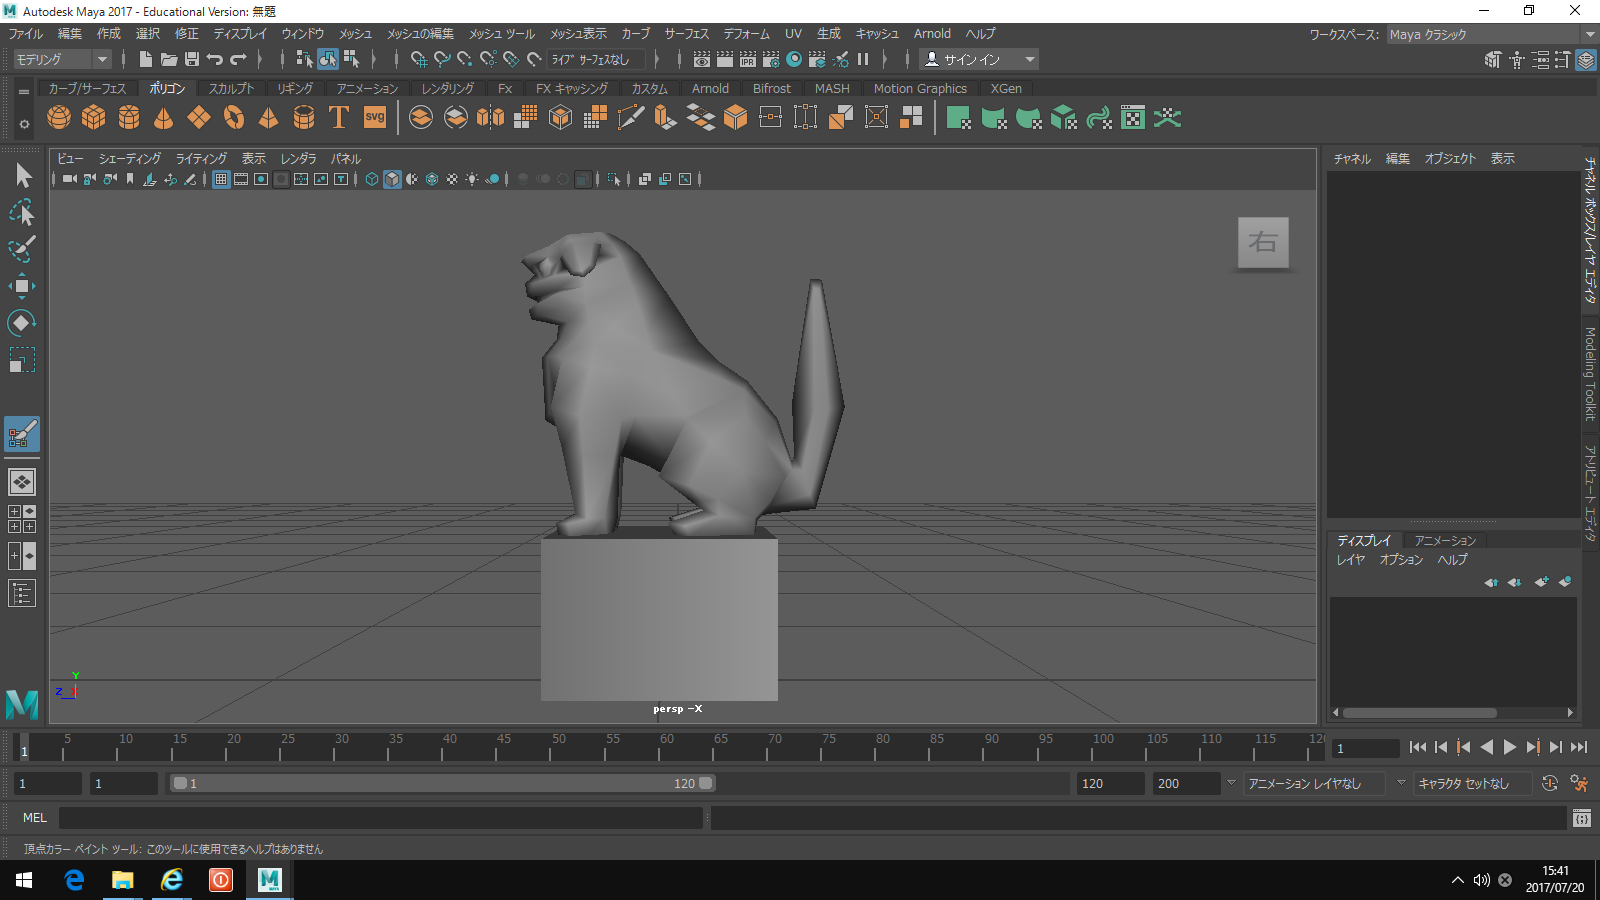 Autodesk Maya 2017 - Educational Version: 無題
ファイル 編集 作成 選択 修正 ディスプレイ ウィンドウ メッシュ メッシュの編集 メッシュ ツール メッシュ表示 カーブ サーフェス デフォーム UV 生成 キャッシュ Arnold ヘルプ ワークスペース: Maya クラシック
モデリング ライブ サーフェスなし IPR サイン イン
カーブ/サーフェス ポリゴン スカルプト リギング アニメーション レンダリング Fx FX キャッシング カスタム Arnold Bifrost MASH Motion Graphics XGen
T svg
ビュー シェーディング ライティング 表示 レンダラ パネル
チャネル 編集 オブジェクト 表示
チャネル ボックス/レイヤ エディタ
Modeling Toolkit
アトリビュート エディタ
右
ディスプレイ アニメーション
レイヤ オプション ヘルプ
Y
Z X
persp -X
1 5 10 15 20 25 30 35 40 45 50 55 60 65 70 75 80 85 90 95 100 105 110 115 12 1
1 1 1 120 120 200 アニメーション レイヤなし キャラクタ セットなし
MEL
頂点カラー ペイント ツール: このツールに使用できるヘルプはありません
15:41
2017/07/20